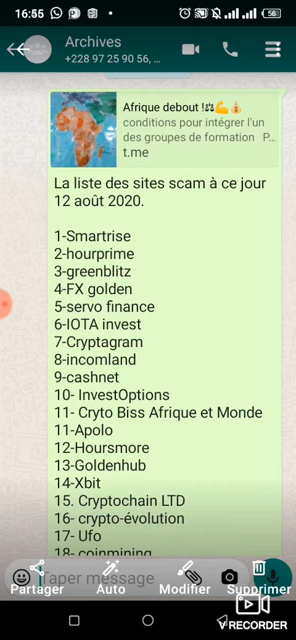 16:55
56
Archives
+228 97 25 90 56, ...
Afrique debout !⚖💪💰
conditions pour intégrer l'un
des groupes de formation P...
t.me
La liste des sites scam à ce jour
12 août 2020.
1-Smartrise
2-hourprime
3-greenblitz
4-FX golden
5-servo finance
6-IOTA invest
7-Cryptagram
8-incomland
9-cashnet
10- InvestOptions
11- Cryto Biss Afrique et Monde
11-Apolo
12-Hoursmore
13-Goldenhub
14-Xbit
15. Cryptochain LTD
16- crypto-évolution
17- Ufo
18- coinmining
Taper message
Partager Auto Modifier Supprimer
RECORDER